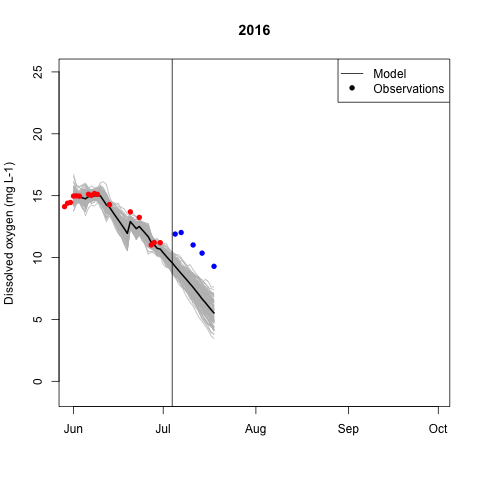 2016
Dissolved oxygen (mg L-1)
25
20
15
10
5
0
Model
Observations
Jun
Jul
Aug
Sep
Oct